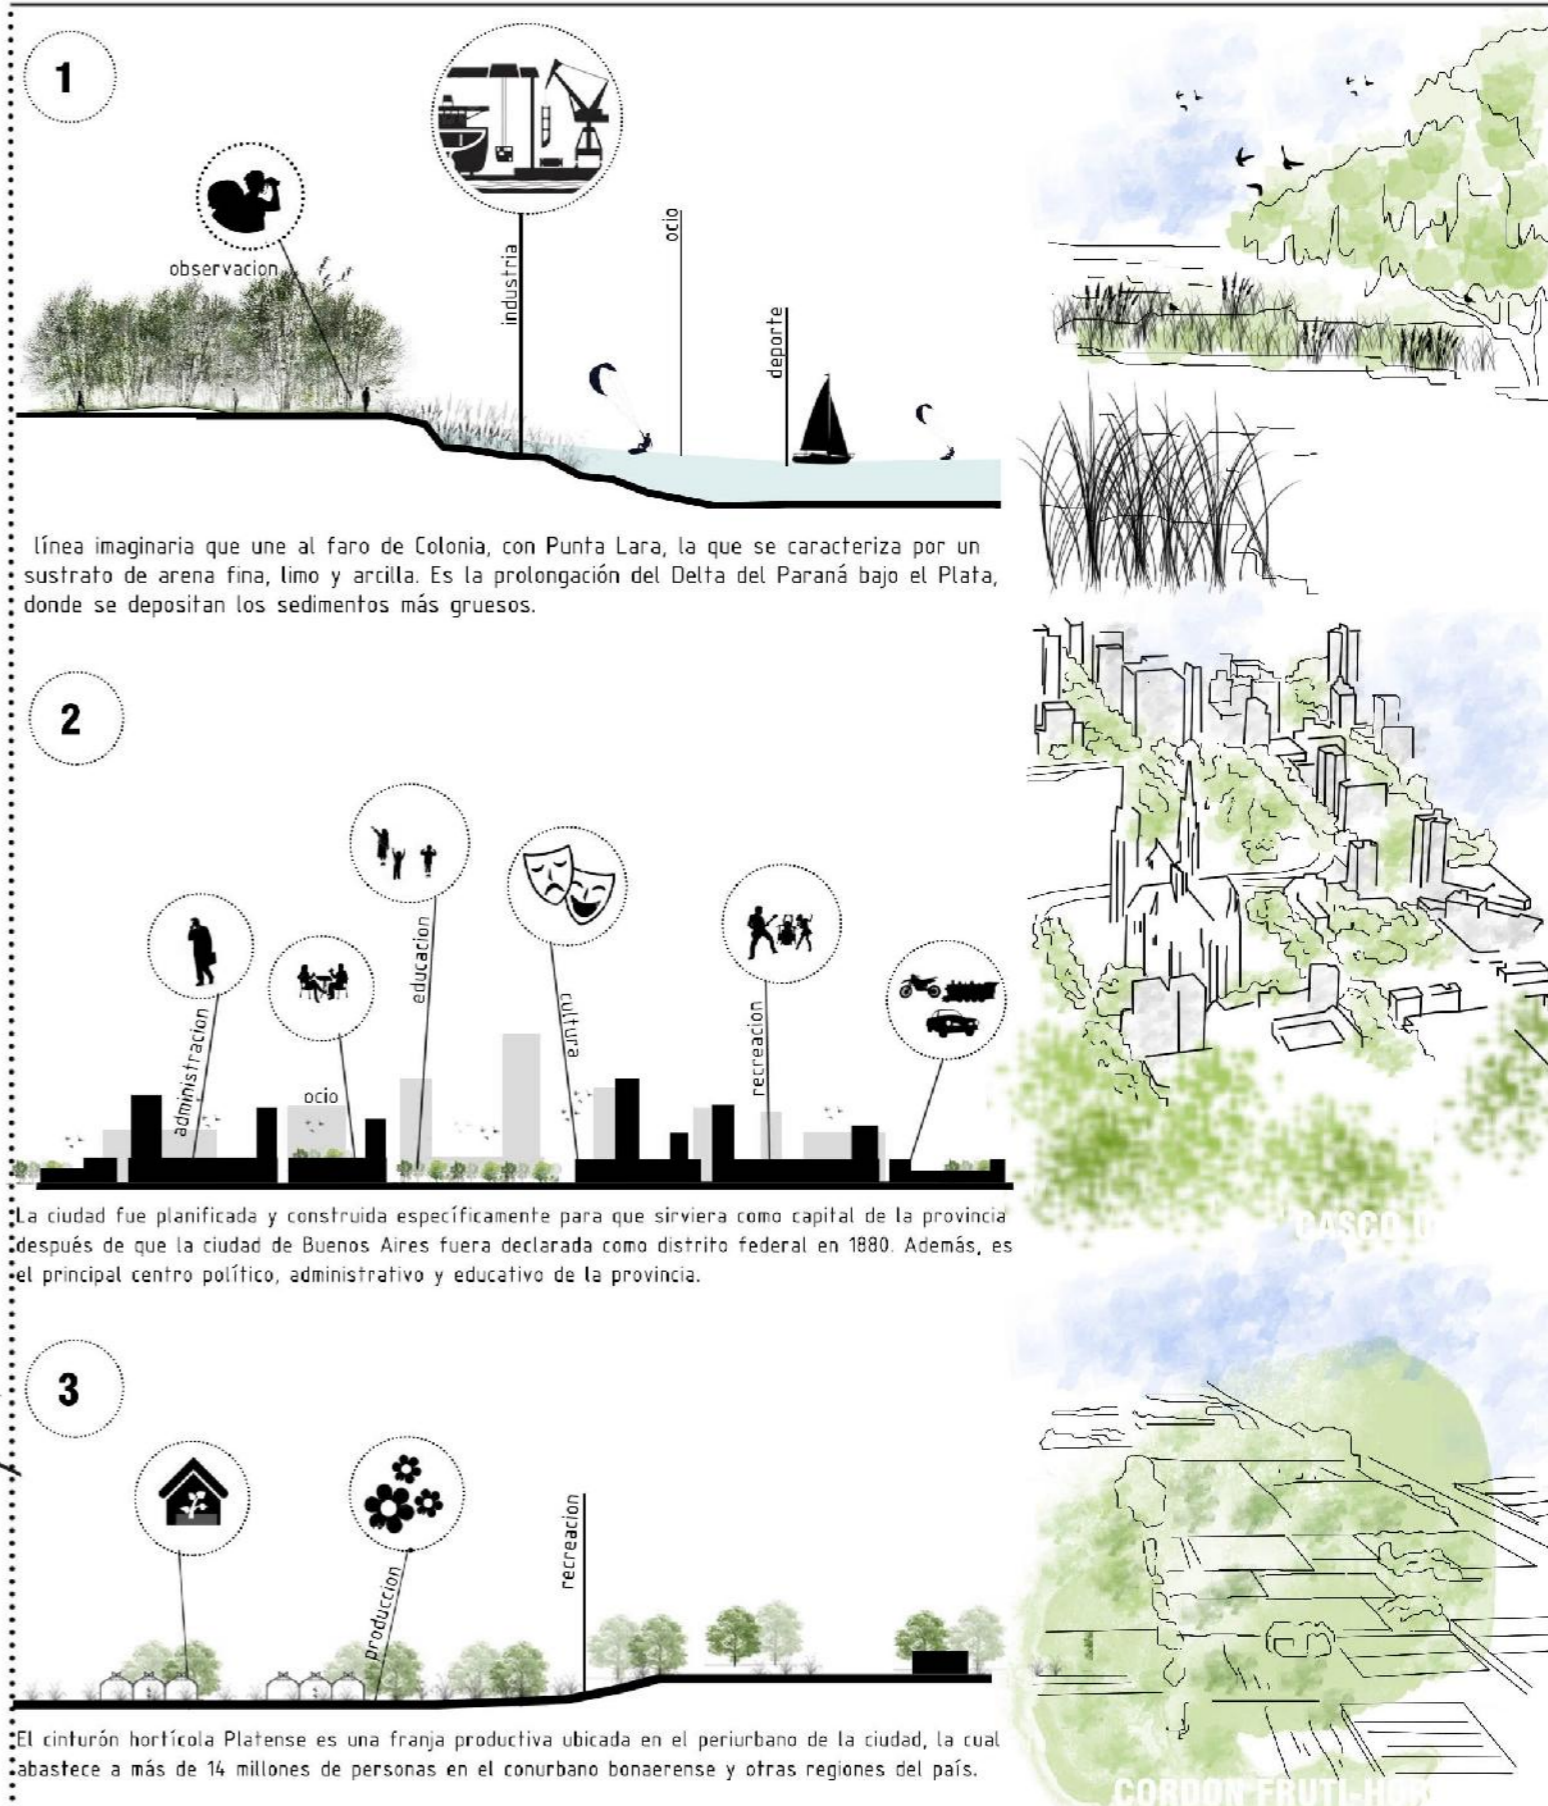 1
observacion
industria
ocio
deporte
línea imaginaria que une al faro de Colonia, con Punta Lara, la que se caracteriza por un
sustrato de arena fina, limo y arcilla. Es la prolongación del Delta del Paraná bajo el Plata,
donde se depositan los sedimentos más gruesos.
2
administracion
ocio
educacion
cultura
recreacion
CASCO U
La ciudad fue planificada y construida específicamente para que sirviera como capital de la provincia
después de que la ciudad de Buenos Aires fuera declarada como distrito federal en 1880. Además, es
el principal centro político, administrativo y educativo de la provincia.
3
produccion
recreacion
El cinturón hortícola Platense es una franja productiva ubicada en el periurbano de la ciudad, la cual
abastece a más de 14 millones de personas en el conurbano bonaerense y otras regiones del país.
CORDON FRUTI-HOR